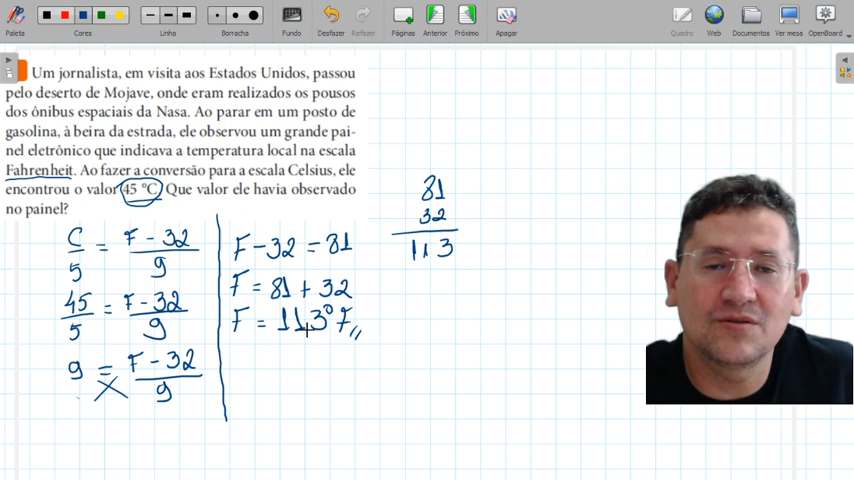 Paleta Cores Linha Borracha Fundo Desfazer Refazer Páginas Anterior Próximo Apagar Quadro Web Documentos Ver mesa OpenBoard
Um jornalista, em visita aos Estados Unidos, passou
pelo deserto de Mojave, onde eram realizados os pousos
dos ônibus espaciais da Nasa. Ao parar em um posto de
gasolina, à beira da estrada, ele observou um grande pai-
nel eletrônico que indicava a temperatura local na escala
Fahrenheit. Ao fazer a conversão para a escala Celsius, ele
encontrou o valor 45 °C. Que valor ele havia observado
no painel?
C/5 = F - 32/9
45/5 = F - 32/9
9 = F - 32/9
F - 32 = 81
F = 81 + 32
F = 113° F,,
81
32
113